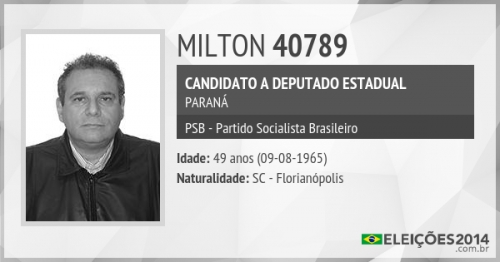 MILTON 40789
CANDIDATO A DEPUTADO ESTADUAL
PARANÁ
PSB - Partido Socialista Brasileiro
Idade: 49 anos (09-08-1965)
Naturalidade: SC - Florianópolis
ELEIÇÕES2014
.com.br